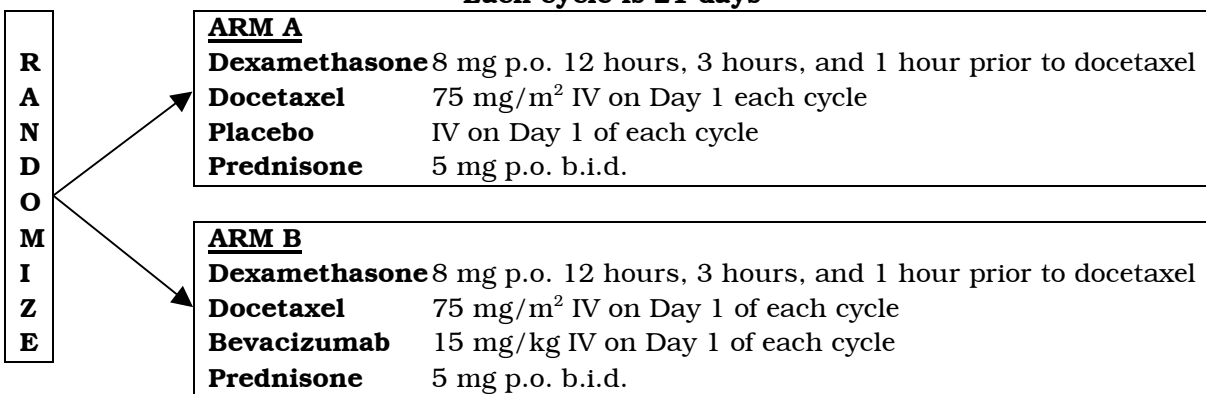 Each cycle is 21 days
R
A
N
D
O
M
I
Z
E
ARM A
Dexamethasone 8 mg p.o. 12 hours, 3 hours, and 1 hour prior to docetaxel
Docetaxel 75 mg/m² IV on Day 1 each cycle
Placebo IV on Day 1 of each cycle
Prednisone 5 mg p.o. b.i.d.
ARM B
Dexamethasone 8 mg p.o. 12 hours, 3 hours, and 1 hour prior to docetaxel
Docetaxel 75 mg/m² IV on Day 1 of each cycle
Bevacizumab 15 mg/kg IV on Day 1 of each cycle
Prednisone 5 mg p.o. b.i.d.